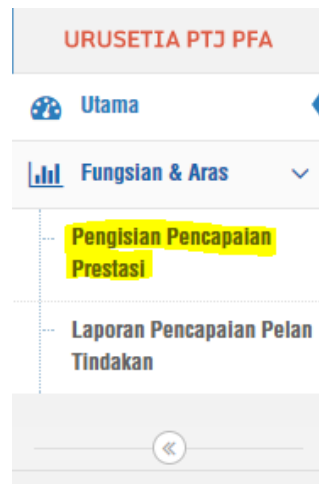 URUSETIA PTJ PFA
Utama
Fungsian & Aras
Pengisian Pencapaian
Prestasi
Laporan Pencapaian Pelan
Tindakan